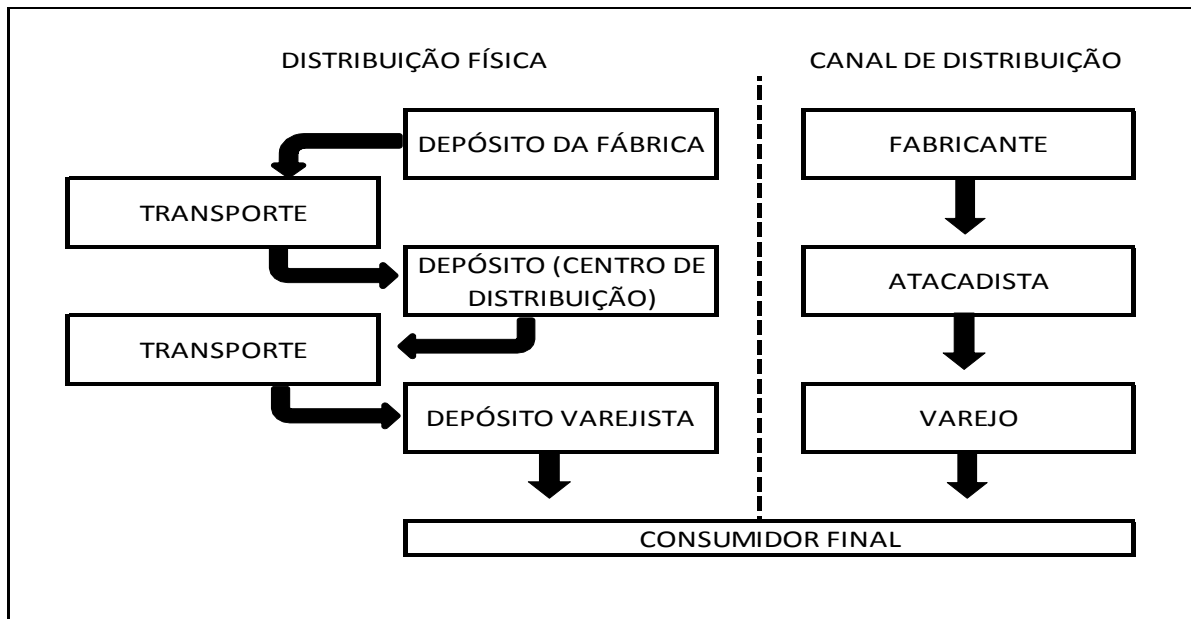 DISTRIBUIÇÃO FÍSICA
CANAL DE DISTRIBUIÇÃO
DEPÓSITO DA FÁBRICA
FABRICANTE
TRANSPORTE
DEPÓSITO (CENTRO DE
DISTRIBUIÇÃO)
ATACADISTA
TRANSPORTE
DEPÓSITO VAREJISTA
VAREJO
CONSUMIDOR FINAL